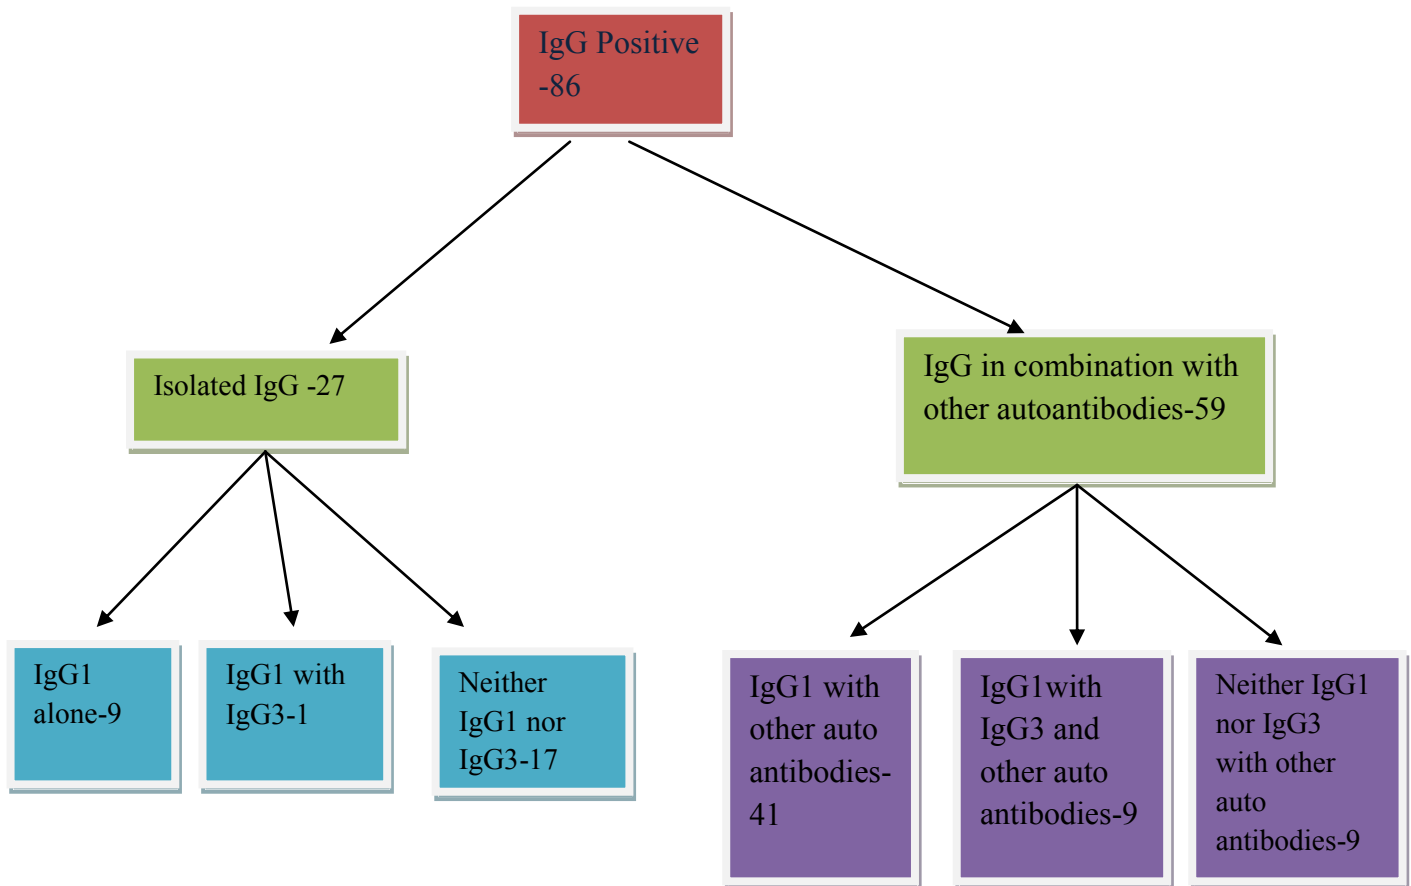 IgG Positive
-86
Isolated IgG -27
IgG in combination with
other autoantibodies-59
IgG1
alone-9
IgG1 with
IgG3-1
Neither
IgG1 nor
IgG3-17
IgG1 with
other auto
antibodies-
41
IgG1with
IgG3 and
other auto
antibodies-9
Neither IgG1
nor IgG3
with other
auto
antibodies-9